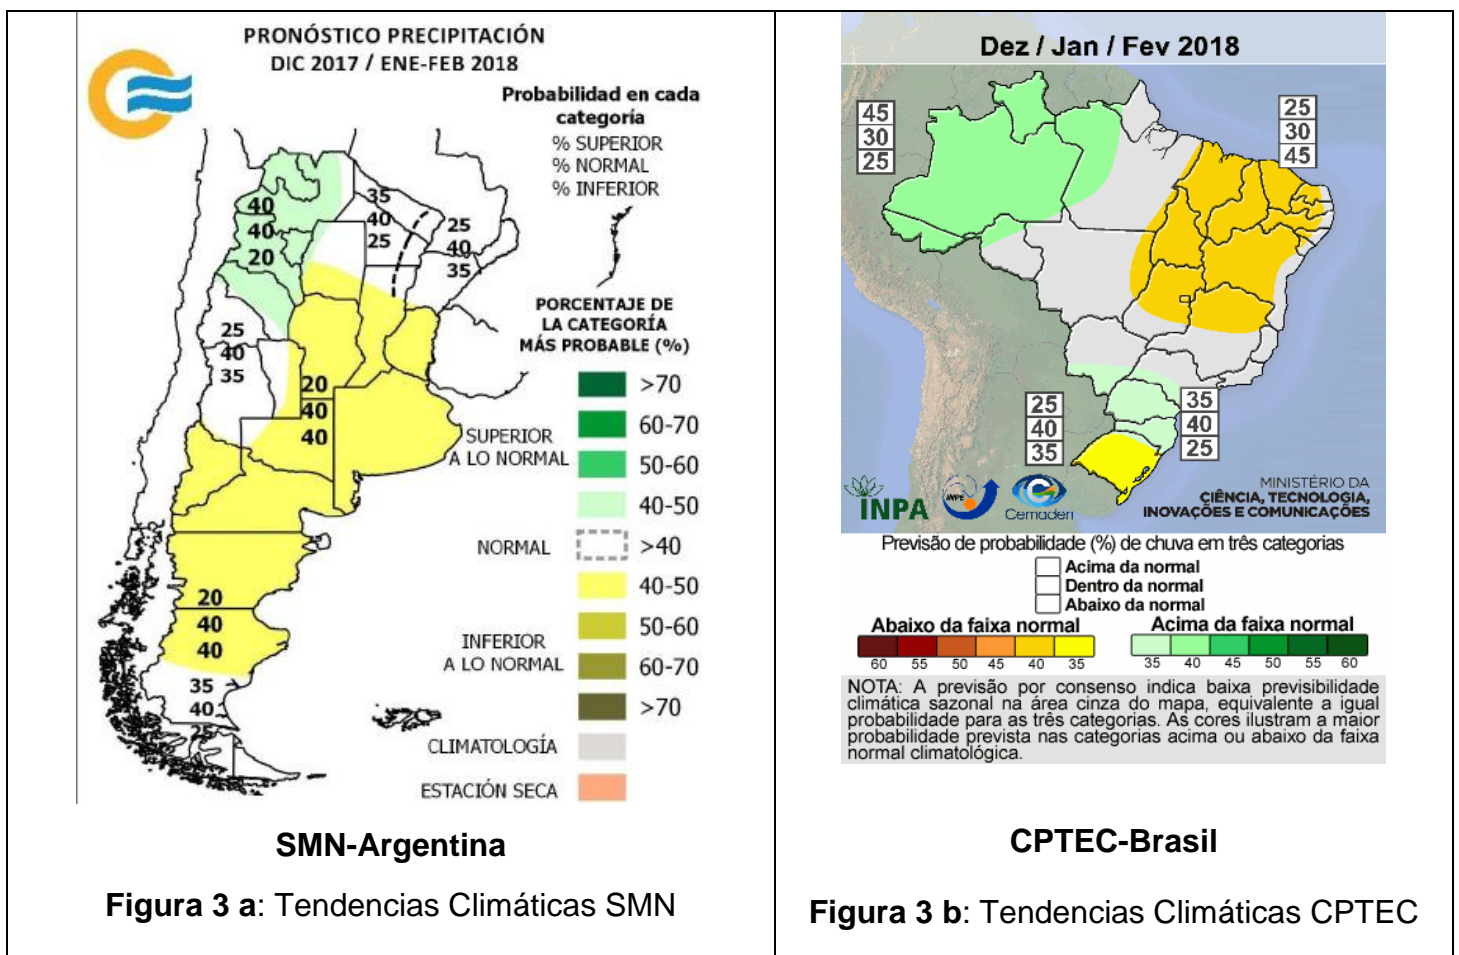 PRONÓSTICO PRECIPITACIÓN
DIC 2017 / ENE-FEB 2018
Probabilidad en cada
categoría
% SUPERIOR
% NORMAL
% INFERIOR
40
40
20
35
40
25
25
40
35
25
40
35
20
40
40
20
40
40
35
40
25
PORCENTAJE DE
LA CATEGORÍA
MÁS PROBABLE (%)
>70
60-70
SUPERIOR
A LO NORMAL
50-60
40-50
NORMAL
>40
40-50
50-60
INFERIOR
A LO NORMAL
60-70
>70
CLIMATOLOGÍA
ESTACIÓN SECA
SMN-Argentina
Figura 3 a: Tendencias Climáticas SMN
Dez / Jan / Fev 2018
45
30
25
25
30
45
25
40
35
35
40
25
INPA
INPE
Cemaden
MINISTÉRIO DA
CIÊNCIA, TECNOLOGIA,
INOVAÇÕES E COMUNICAÇÕES
Previsão de probabilidade (%) de chuva em três categorias
Acima da normal
Dentro da normal
Abaixo da normal
Abaixo da faixa normal
60 55 50 45 40 35
Acima da faixa normal
35 40 45 50 55 60
NOTA: A previsão por consenso indica baixa previsibilidade
climática sazonal na área cinza do mapa, equivalente a igual
probabilidade para as três categorias. As cores ilustram a maior
probabilidade prevista nas categorias acima ou abaixo da faixa
normal climatológica.
CPTEC-Brasil
Figura 3 b: Tendencias Climáticas CPTEC